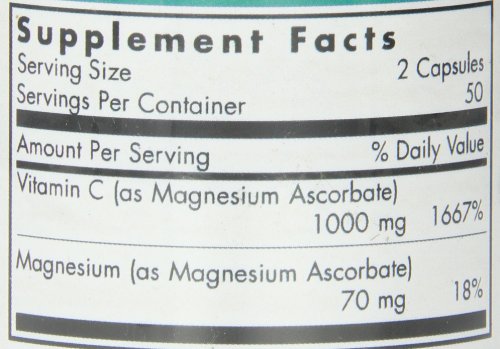 Supplement Facts
Serving Size 2 Capsules
Servings Per Container 50
Amount Per Serving % Daily Value
Vitamin C (as Magnesium Ascorbate)
1000 mg 1667%
Magnesium (as Magnesium Ascorbate)
70 mg 18%